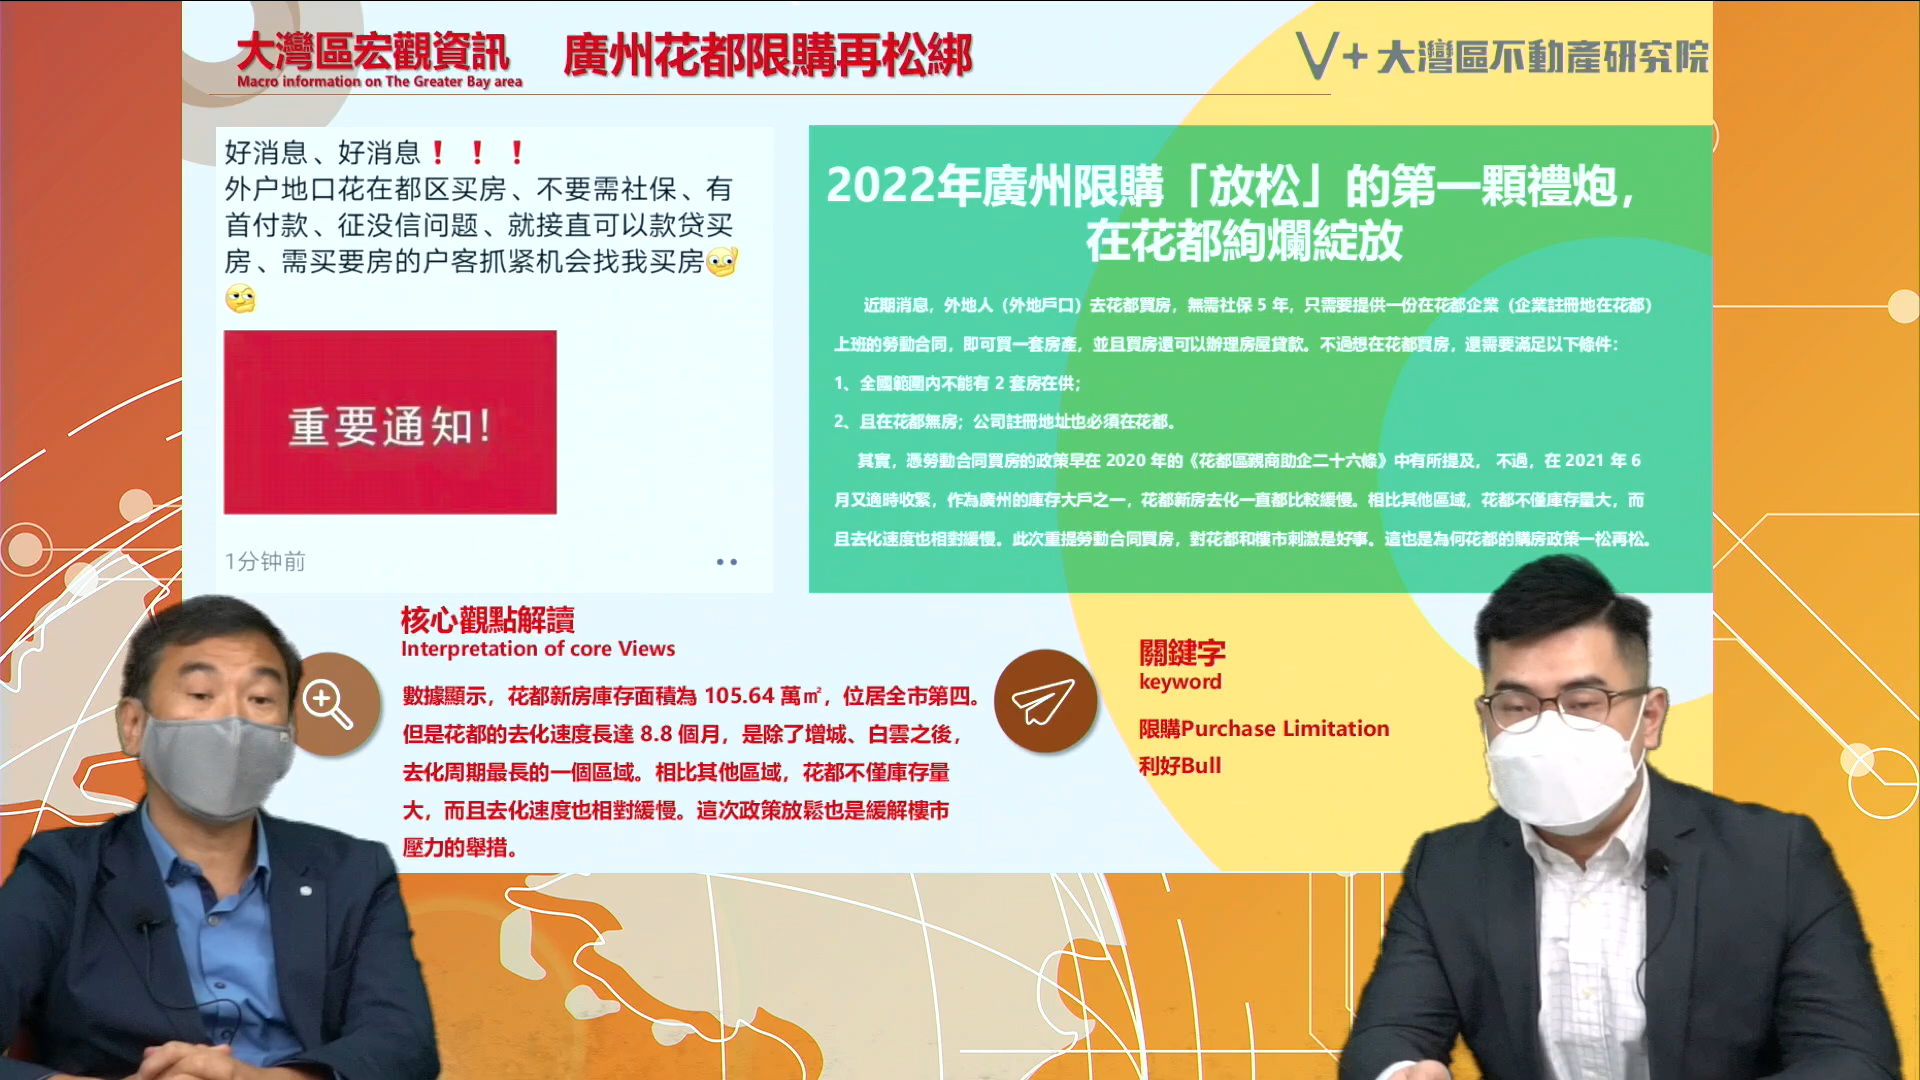 大灣區宏觀資訊
Macro information on The Greater Bay area
廣州花都限購再松綁
V+ 大灣區不動產研究院
好消息、好消息❗❗❗
外户地口花在都区买房、不要需社保、有
首付款、征没信问题、就接直可以款贷买
房、需买要房的户客抓紧机会找我买房
重要通知!
1分钟前
2022年廣州限購「放松」的第一顆禮炮，
在花都絢爛綻放
近期消息，外地人（外地戶口）去花都買房，無需社保 5 年，只需要提供一份在花都企業（企業註冊地在花都）
上班的勞動合同，即可買一套房產，並且買房還可以辦理房屋貸款。不過想在花都買房，還需要滿足以下條件：
1、全國範圍內不能有 2 套房在供；
2、且在花都無房；公司註冊地址也必須在花都。
其實，憑勞動合同買房的政策早在 2020 年的《花都區親商助企二十六條》中有所提及， 不過，在 2021 年 6
月又適時收緊，作為廣州的庫存大戶之一，花都新房去化一直都比較緩慢。相比其他區域，花都不僅庫存量大，而
且去化速度也相對緩慢。此次重提勞動合同買房，對花都和樓市刺激是好事。這也是為何花都的購房政策一松再松。
核心觀點解讀
Interpretation of core Views
數據顯示，花都新房庫存面積為 105.64 萬㎡，位居全市第四。
但是花都的去化速度長達 8.8 個月，是除了增城、白雲之後，
去化周期最長的一個區域。相比其他區域，花都不僅庫存量
大，而且去化速度也相對緩慢。這次政策放鬆也是緩解樓市
壓力的舉措。
關鍵字
keyword
限購Purchase Limitation
利好Bull